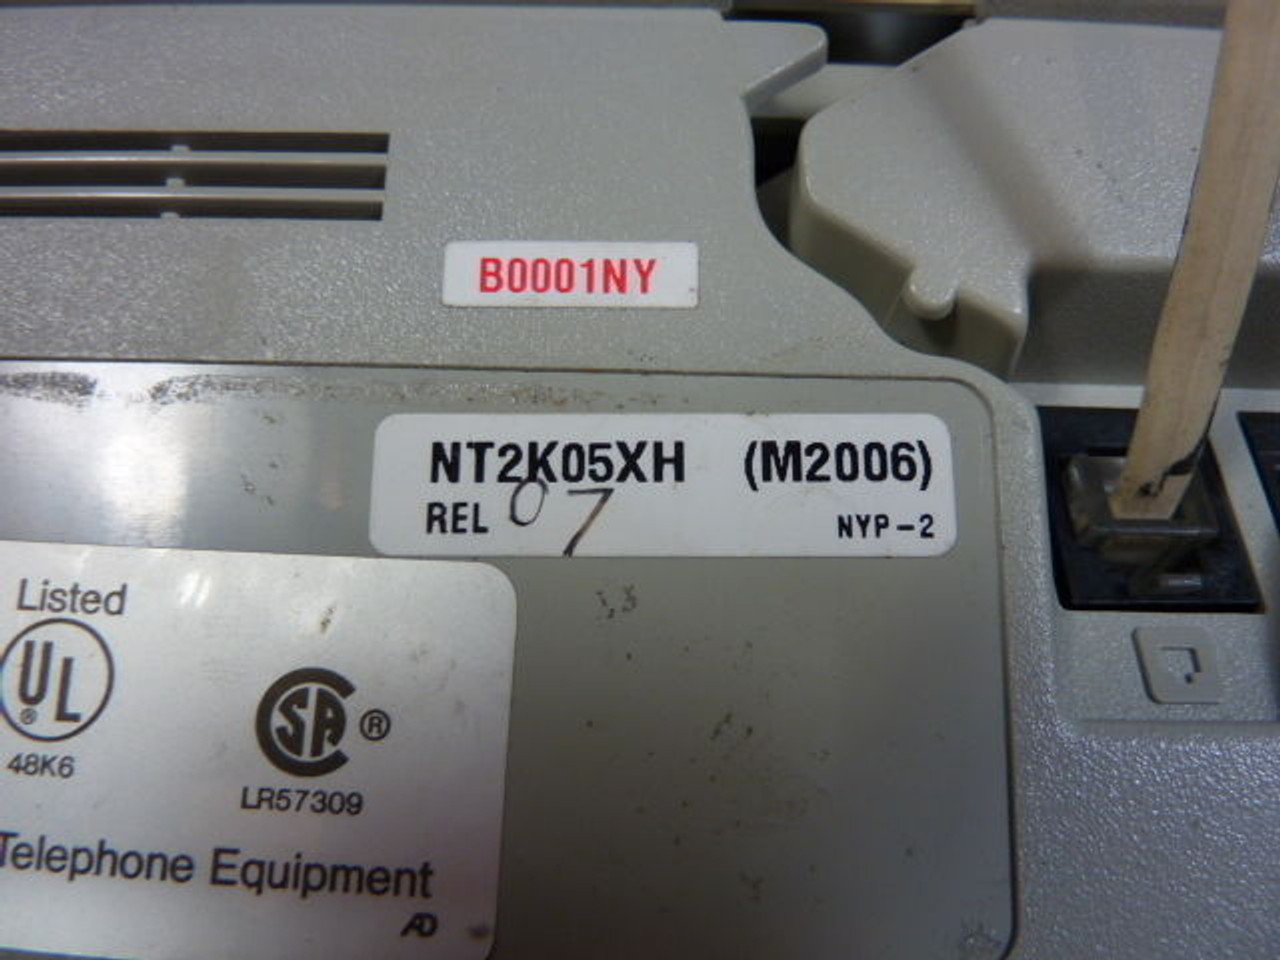 B0001NY
NT2K05XH (M2006)
REL 07 NYP-2
Listed
UL ®
48K6
SA ®
LR57309
Telephone Equipment